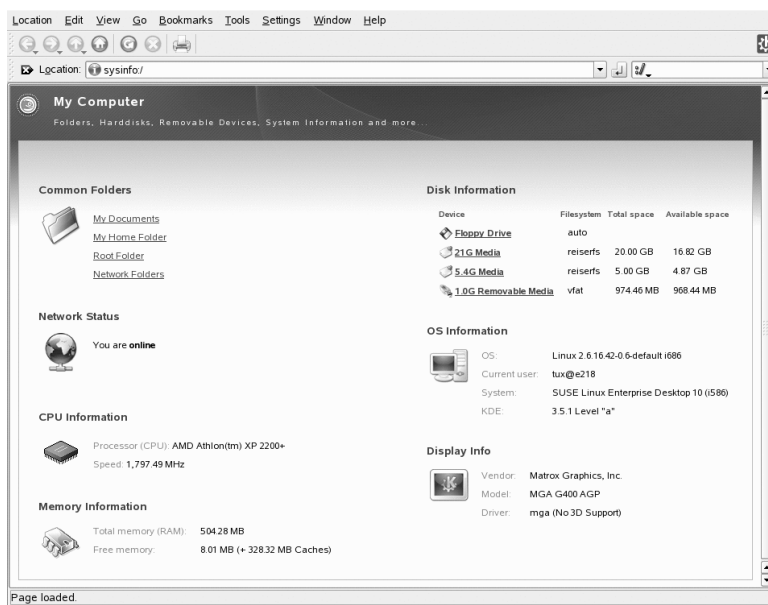 Location Edit View Go Bookmarks Tools Settings Window Help
Location: sysinfo:/
My Computer
Folders, Harddisks, Removable Devices, System Information and more...
Common Folders
My Documents
My Home Folder
Root Folder
Network Folders
Network Status
You are online
CPU Information
Processor (CPU): AMD Athlon(tm) XP 2200+
Speed: 1,797.49 MHz
Memory Information
Total memory (RAM): 504.28 MB
Free memory: 8.01 MB (+ 328.32 MB Caches)
Disk Information
Device Filesystem Total space Available space
Floppy Drive auto
21G Media reiserfs 20.00 GB 16.82 GB
5.4G Media reiserfs 5.00 GB 4.87 GB
1.0G Removable Media vfat 974.46 MB 968.44 MB
OS Information
OS: Linux 2.6.16.42-0.6-default i686
Current user: tux@e218
System: SUSE Linux Enterprise Desktop 10 (i586)
KDE: 3.5.1 Level "a"
Display Info
Vendor: Matrox Graphics, Inc.
Model: MGA G400 AGP
Driver: mga (No 3D Support)
Page loaded.